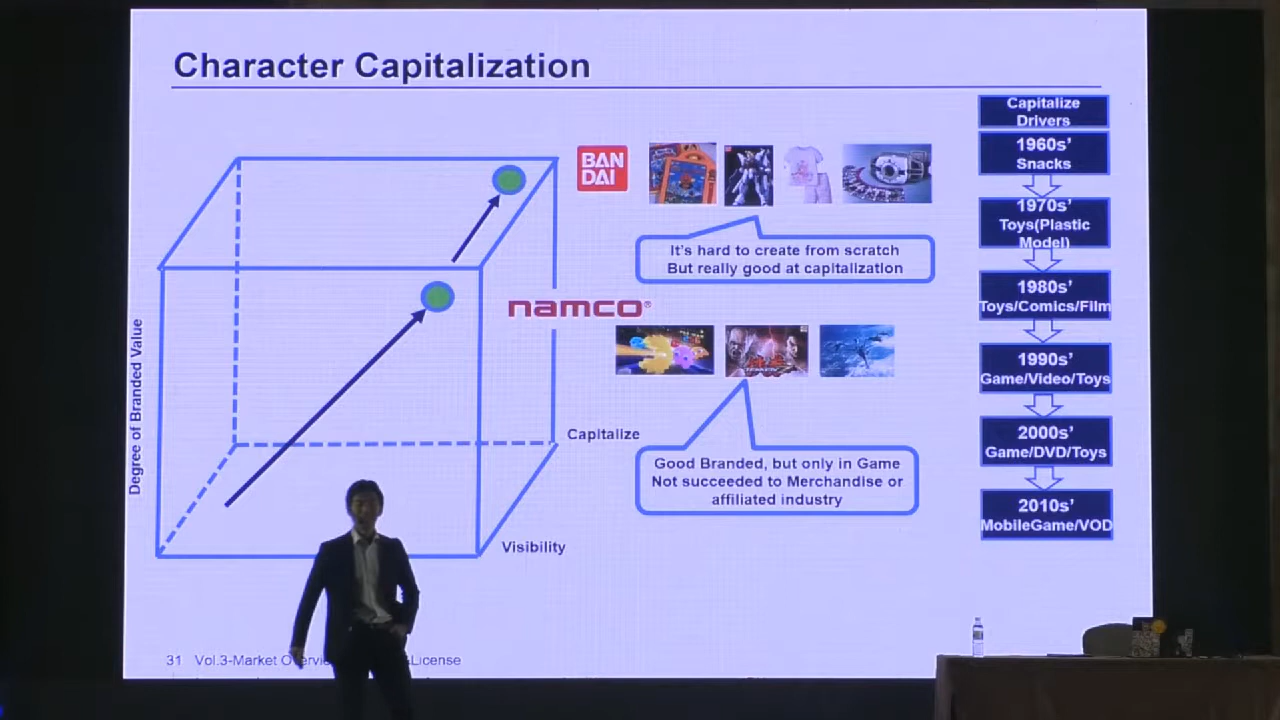 Character Capitalization
BAN
DAI
It's hard to create from scratch
But really good at capitalization
namco®
TEKKEN
Good Branded, but only in Game
Not succeeded to Merchandise or
affiliated industry
Degree of Branded Value
Capitalize
Visibility
Capitalize
Drivers
1960s'
Snacks
1970s'
Toys(Plastic
Model)
1980s'
Toys/Comics/Film
1990s'
Game/Video/Toys
2000s'
Game/DVD/Toys
2010s'
MobileGame/VOD
31 Vol.3-Market &License